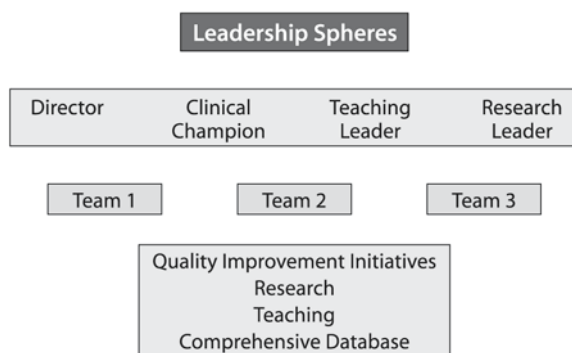 Leadership Spheres
Director Clinical Champion Teaching Leader Research Leader
Team 1 Team 2 Team 3
Quality Improvement Initiatives
Research
Teaching
Comprehensive Database